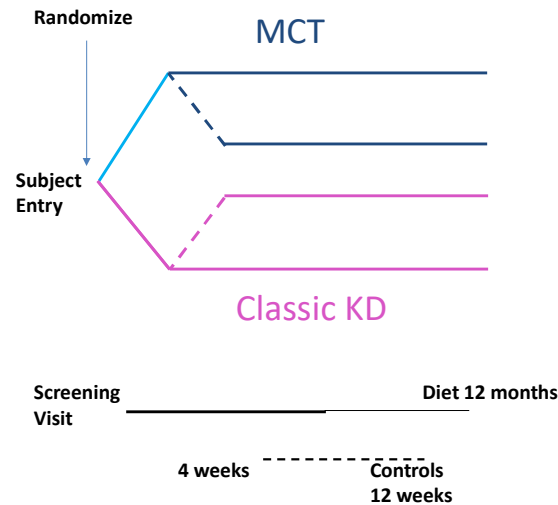 Randomize
MCT
Subject
Entry
Classic KD
Screening
Visit
Diet 12 months
4 weeks
Controls
12 weeks